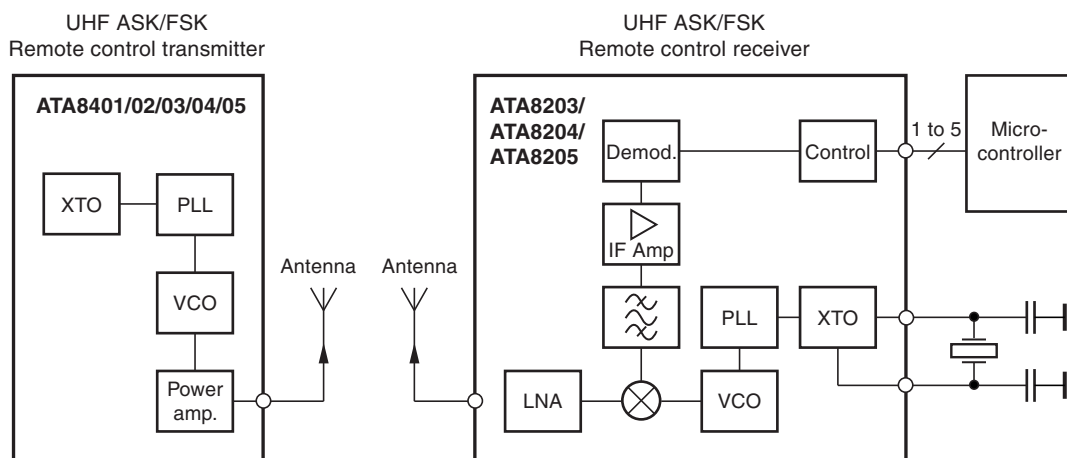 UHF ASK/FSK
Remote control transmitter
ATA8401/02/03/04/05
XTO
PLL
VCO
Power
amp.
Antenna
Antenna
UHF ASK/FSK
Remote control receiver
ATA8203/
ATA8204/
ATA8205
Demod.
Control
1 to 5
Micro-
controller
IF Amp
PLL
XTO
LNA
VCO